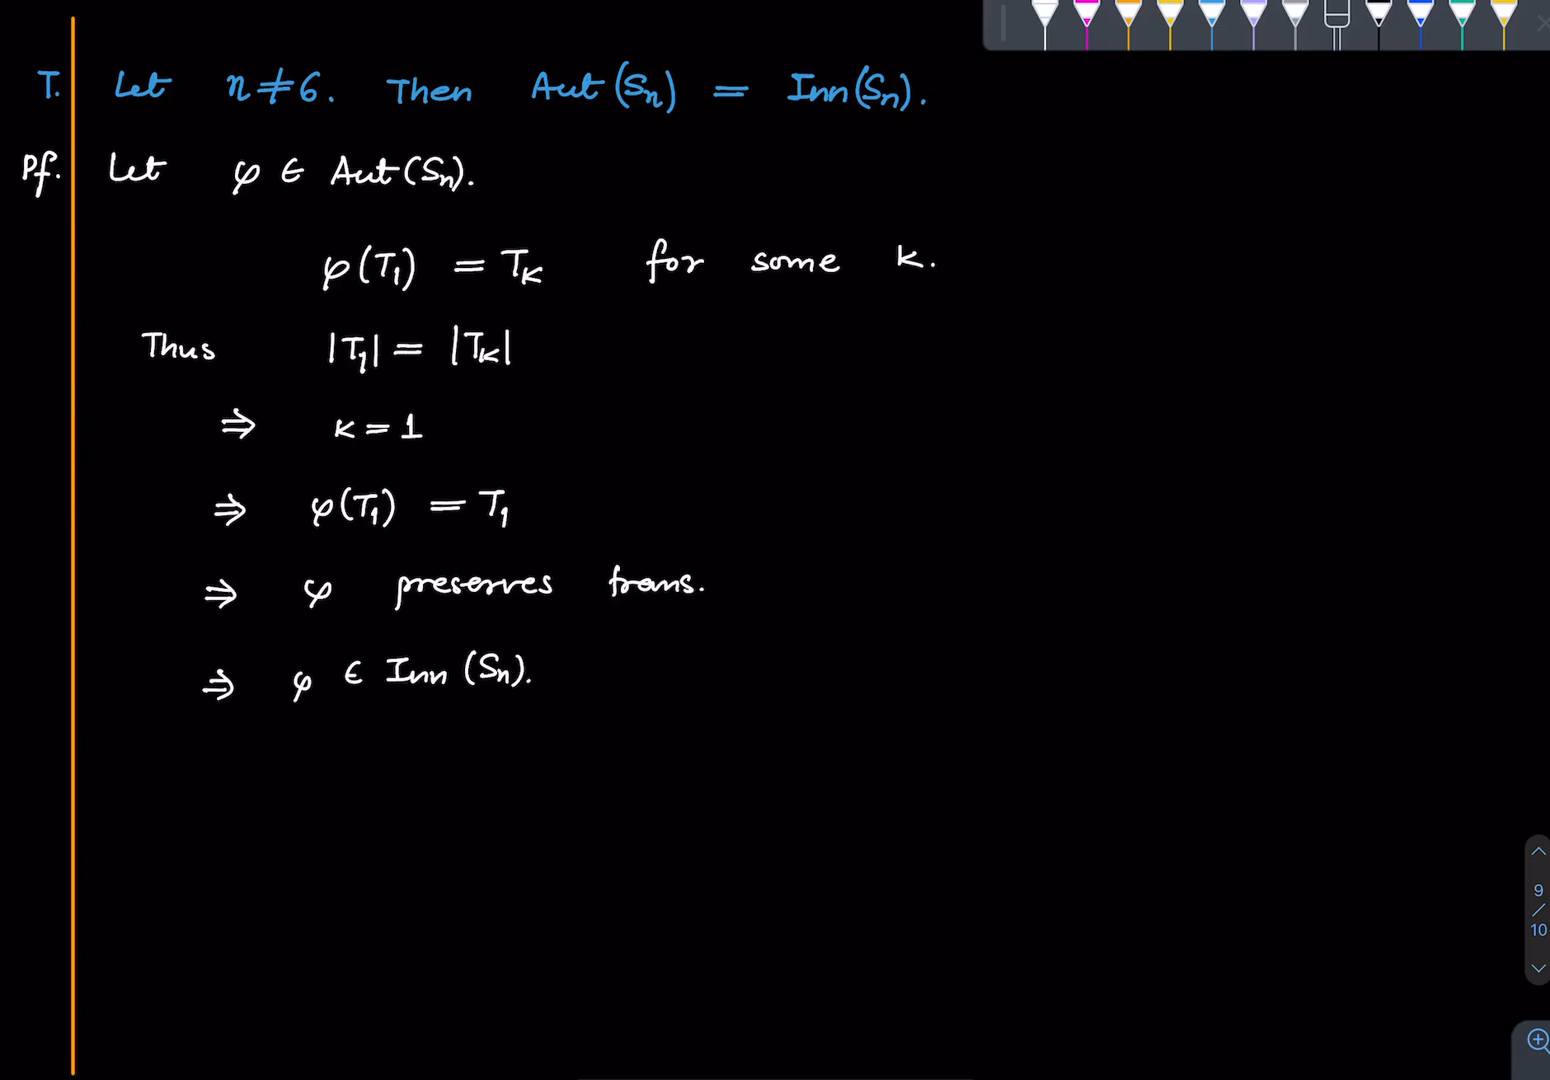 T. Let n ≠ 6. Then Aut(Sₙ) = Inn(Sₙ).
Pf. Let φ ∈ Aut(Sₙ).
φ(T₁) = Tₖ for some k.
Thus |T₁| = |Tₖ|
⇒ k = 1
⇒ φ(T₁) = T₁
⇒ φ preserves trans.
⇒ φ ∈ Inn(Sₙ).
9
/
10